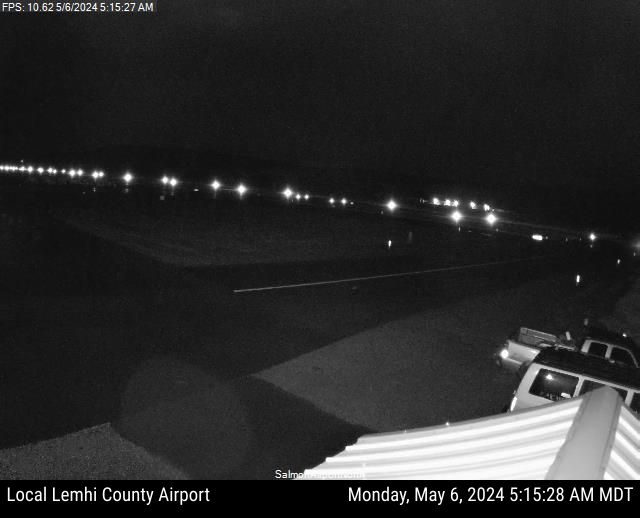 FPS: 10.62 5/6/2024 5:15:27 AM
Local Lemhi County Airport
Monday, May 6, 2024 5:15:28 AM MDT